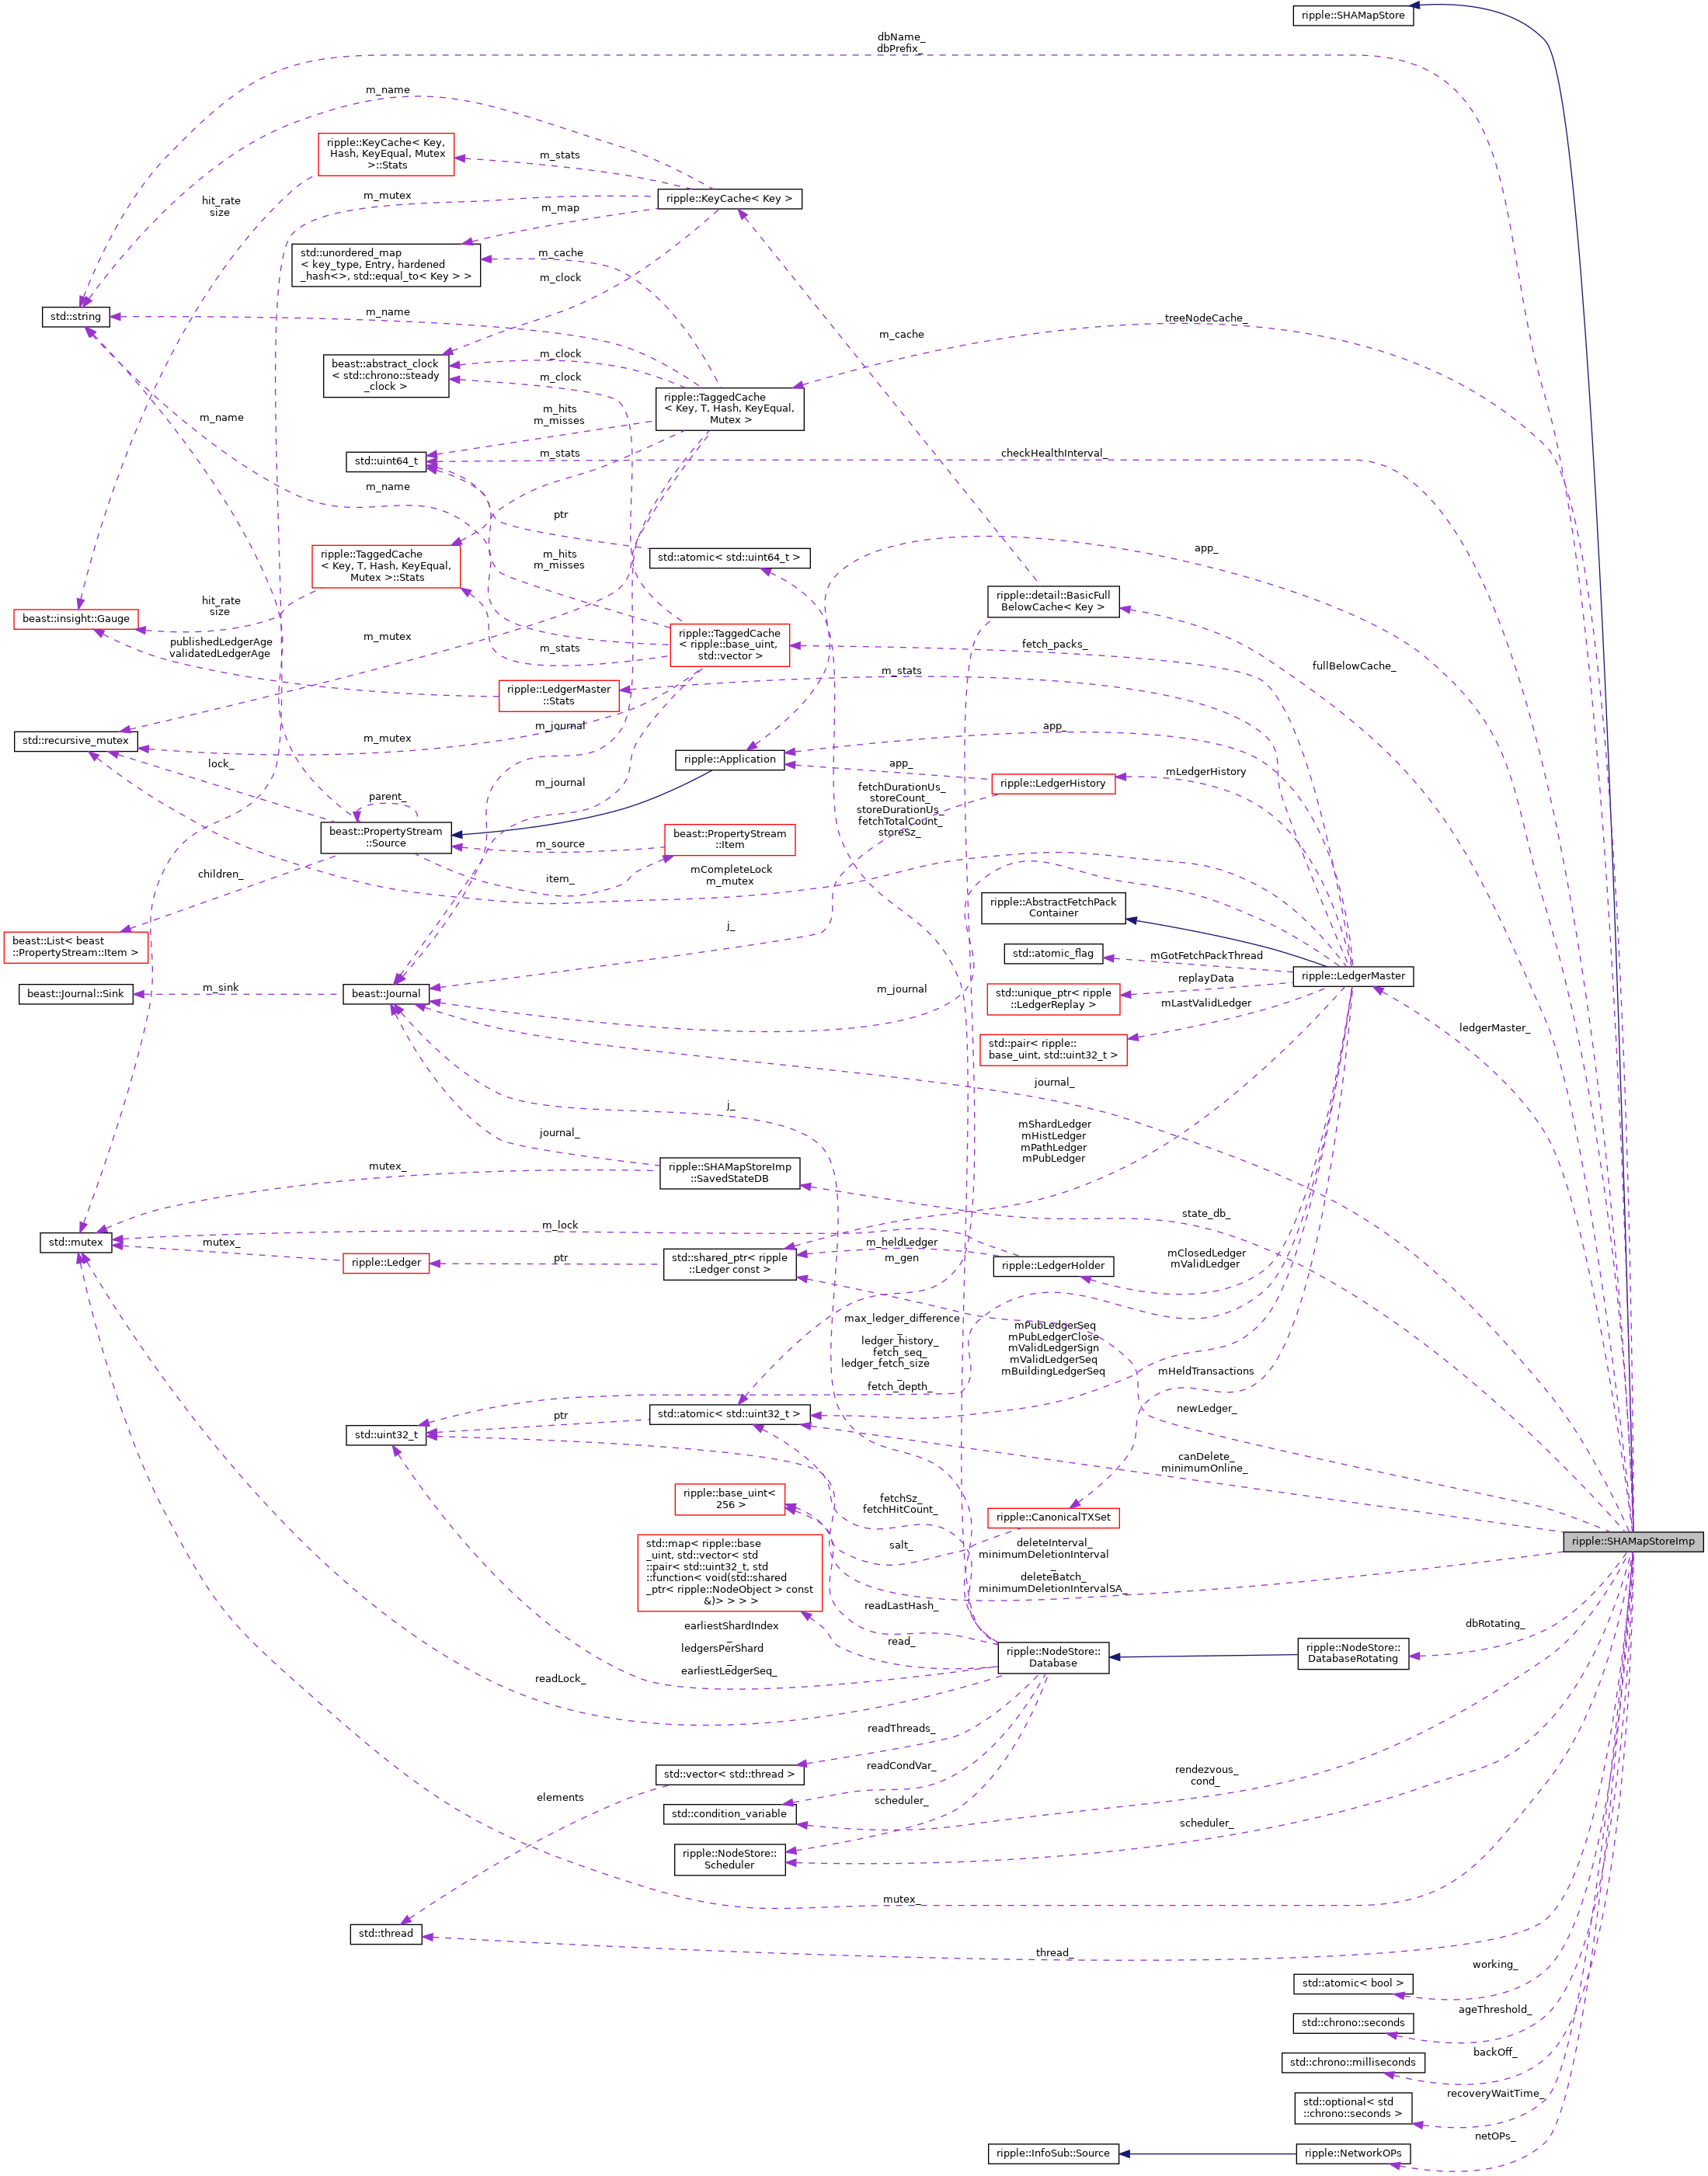 ripple::SHAMapStore
dbName_
dbPrefix_
m_name
ripple::KeyCache< Key,
Hash, KeyEqual, Mutex
>::Stats
m_stats
hit_rate
size
m_mutex
ripple::KeyCache< Key >
m_map
std::unordered_map
< key_type, Entry, hardened
_hash<>, std::equal_to< Key > >
m_cache
m_clock
std::string
m_name
treeNodeCache_
m_cache
beast::abstract_clock
< std::chrono::steady
_clock >
m_clock
m_clock
ripple::TaggedCache
< Key, T, Hash, KeyEqual,
Mutex >
m_hits
m_misses
m_name
std::uint64_t
m_stats
checkHealthInterval_
m_name
ptr
std::atomic< std::uint64_t >
app_
ripple::TaggedCache
< Key, T, Hash, KeyEqual,
Mutex >::Stats
m_hits
m_misses
ripple::detail::BasicFull
BelowCache< Key >
hit_rate
size
beast::insight::Gauge
publishedLedgerAge
validatedLedgerAge
m_mutex
m_stats
ripple::TaggedCache
< ripple::base_uint,
std::vector >
fetch_packs_
fullBelowCache_
m_stats
ripple::LedgerMaster
::Stats
m_journal
app_
std::recursive_mutex
m_mutex
lock_
ripple::Application
app_
mLedgerHistory
ripple::LedgerHistory
m_journal
fetchDurationUs_
storeCount_
storeDurationUs_
fetchTotalCount_
storeSz_
parent_
beast::PropertyStream
::Source
m_source
beast::PropertyStream
::Item
children_
item_
mCompleteLock
m_mutex
ripple::AbstractFetchPack
Container
j_
beast::List< beast
::PropertyStream::Item >
std::atomic_flag
mGotFetchPackThread
ripple::LedgerMaster
replayData
beast::Journal::Sink
m_sink
beast::Journal
m_journal
std::unique_ptr< ripple
::LedgerReplay >
mLastValidLedger
std::pair< ripple::
base_uint, std::uint32_t >
ledgerMaster_
journal_
j_
mShardLedger
mHistLedger
mPathLedger
mPubLedger
journal_
mutex_
ripple::SHAMapStoreImp
::SavedStateDB
state_db_
m_lock
std::mutex
mutex_
m_heldLedger
m_gen
ripple::Ledger
ptr
std::shared_ptr< ripple
::Ledger const >
ripple::LedgerHolder
mClosedLedger
mValidLedger
max_ledger_difference
_
ledger_history_
fetch_seq_
ledger_fetch_size
_
fetch_depth_
mPubLedgerSeq
mPubLedgerClose
mValidLedgerSign
mValidLedgerSeq
mBuildingLedgerSeq
mHeldTransactions
newLedger_
std::atomic< std::uint32_t >
ptr
std::uint32_t
canDelete_
minimumOnline_
ripple::base_uint<
256 >
fetchSz_
fetchHitCount_
ripple::CanonicalTXSet
salt_
deleteInterval_
minimumDeletionInterval
_
deleteBatch_
minimumDeletionIntervalSA_
ripple::SHAMapStoreImp
std::map< ripple::base
_uint, std::vector< std
::pair< std::uint32_t, std
::function< void(std::shared
_ptr< ripple::NodeObject > const
&)> > > >
readLastHash_
read_
earliestShardIndex
_
ledgersPerShard
_
earliestLedgerSeq_
readLock_
ripple::NodeStore::
Database
ripple::NodeStore::
DatabaseRotating
dbRotating_
readThreads_
std::vector< std::thread >
readCondVar_
rendezvous_
cond_
elements
std::condition_variable
scheduler_
scheduler_
ripple::NodeStore::
Scheduler
mutex_
std::thread
thread_
working_
std::atomic< bool >
ageThreshold_
std::chrono::seconds
backOff_
std::chrono::milliseconds
recoveryWaitTime_
std::optional< std
::chrono::seconds >
netOPs_
ripple::InfoSub::Source
ripple::NetworkOPs